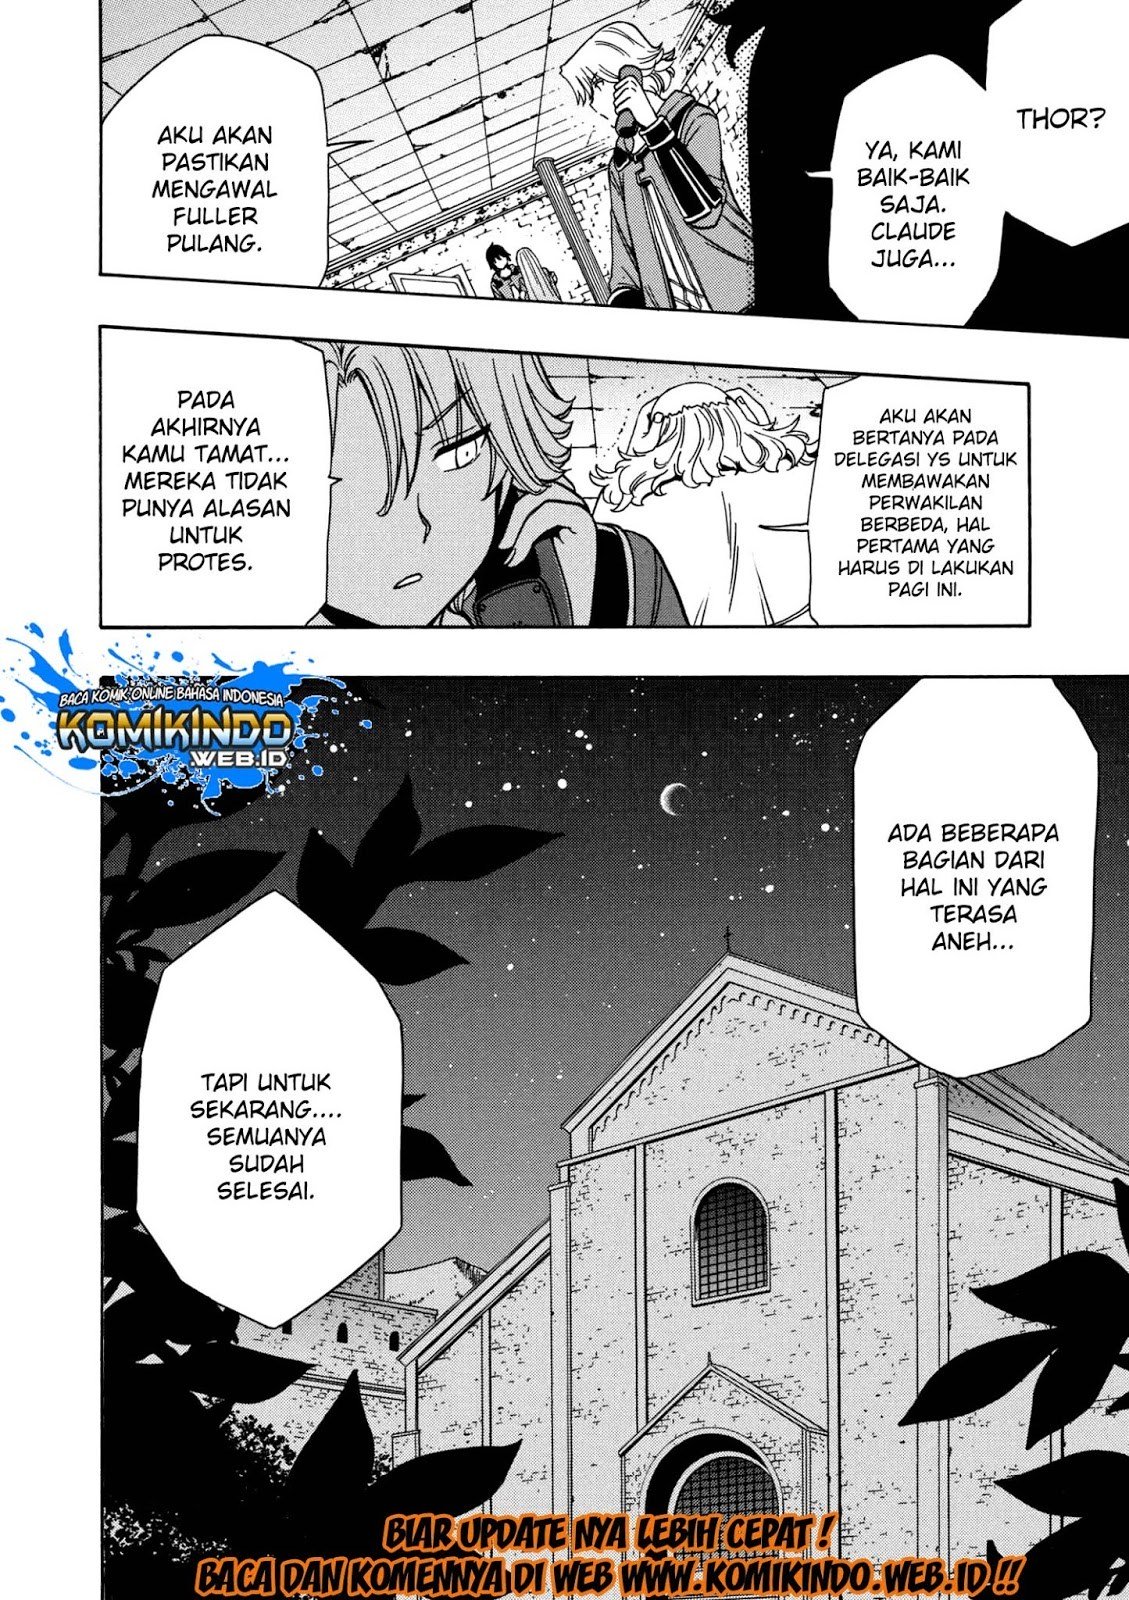 THOR?
YA, KAMI
BAIK-BAIK
SAJA.
CLAUDE
JUGA...
AKU AKAN
PASTIKAN
MENGAWAL
FULLER
PULANG.
AKU AKAN
BERTANYA PADA
DELEGASI YS UNTUK
MEMBAWAKAN
PERWAKILAN
BERBEDA, HAL
PERTAMA YANG
HARUS DI LAKUKAN
PAGI INI.
PADA
AKHIRNYA
KAMU TAMAT...
MEREKA TIDAK
PUNYA ALASAN
UNTUK
PROTES.
BACA KOMIK ONLINE BAHASA INDONESIA
KOMIKINDO
.WEB.ID
ADA BEBERAPA
BAGIAN DARI
HAL INI YANG
TERASA
ANEH...
TAPI UNTUK
SEKARANG....
SEMUANYA
SUDAH
SELESAI.
BIAR UPDATE NYA LEBIH CEPAT !
BACA DAN KOMENNYA DI WEB WWW.KOMIKINDO.WEB.ID !!